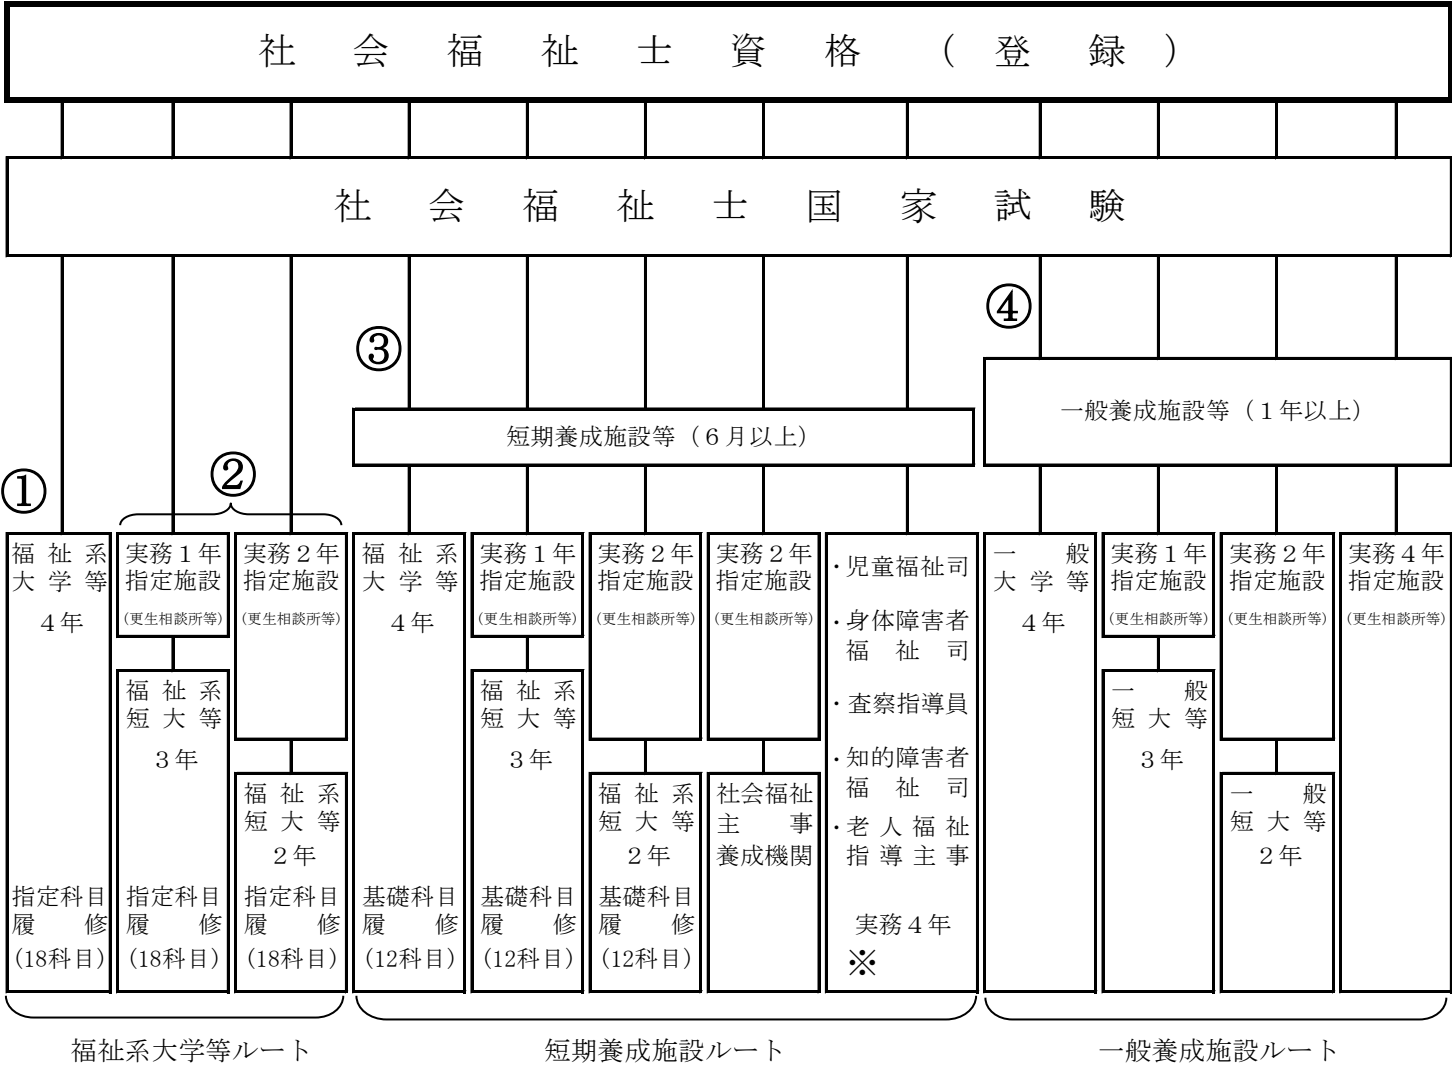 社会福祉士資格(登録)
社会福祉士国家試験
④
③
一般養成施設等(1年以上)
短期養成施設等(6月以上)
②
①
福祉系
大学等
4年
指定科目
履修
(18科目)
実務1年
指定施設
(更生相談所等)
福祉系
短大等
3年
指定科目
履修
(18科目)
実務2年
指定施設
(更生相談所等)
福祉系
短大等
2年
指定科目
履修
(18科目)
福祉系
大学等
4年
基礎科目
履修
(12科目)
実務1年
指定施設
(更生相談所等)
福祉系
短大等
3年
基礎科目
履修
(12科目)
実務2年
指定施設
(更生相談所等)
福祉系
短大等
2年
基礎科目
履修
(12科目)
実務2年
指定施設
(更生相談所等)
社会福祉
主事
養成機関
・児童福祉司
・身体障害者
福祉司
・査察指導員
・知的障害者
福祉司
・老人福祉
指導主事
実務4年
※
一般
大学等
4年
実務1年
指定施設
(更生相談所等)
一般
短大等
3年
実務2年
指定施設
(更生相談所等)
一般
短大等
2年
実務4年
指定施設
(更生相談所等)
福祉系大学等ルート
短期養成施設ルート
一般養成施設ルート